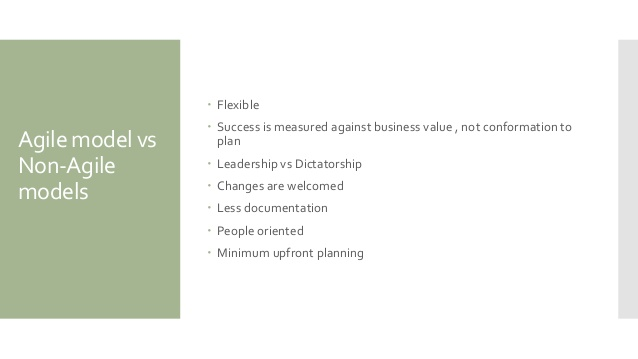 Agile model vs
Non-Agile
models
• Flexible
• Success is measured against business value , not conformation to
plan
• Leadership vs Dictatorship
• Changes are welcomed
• Less documentation
• People oriented
• Minimum upfront planning